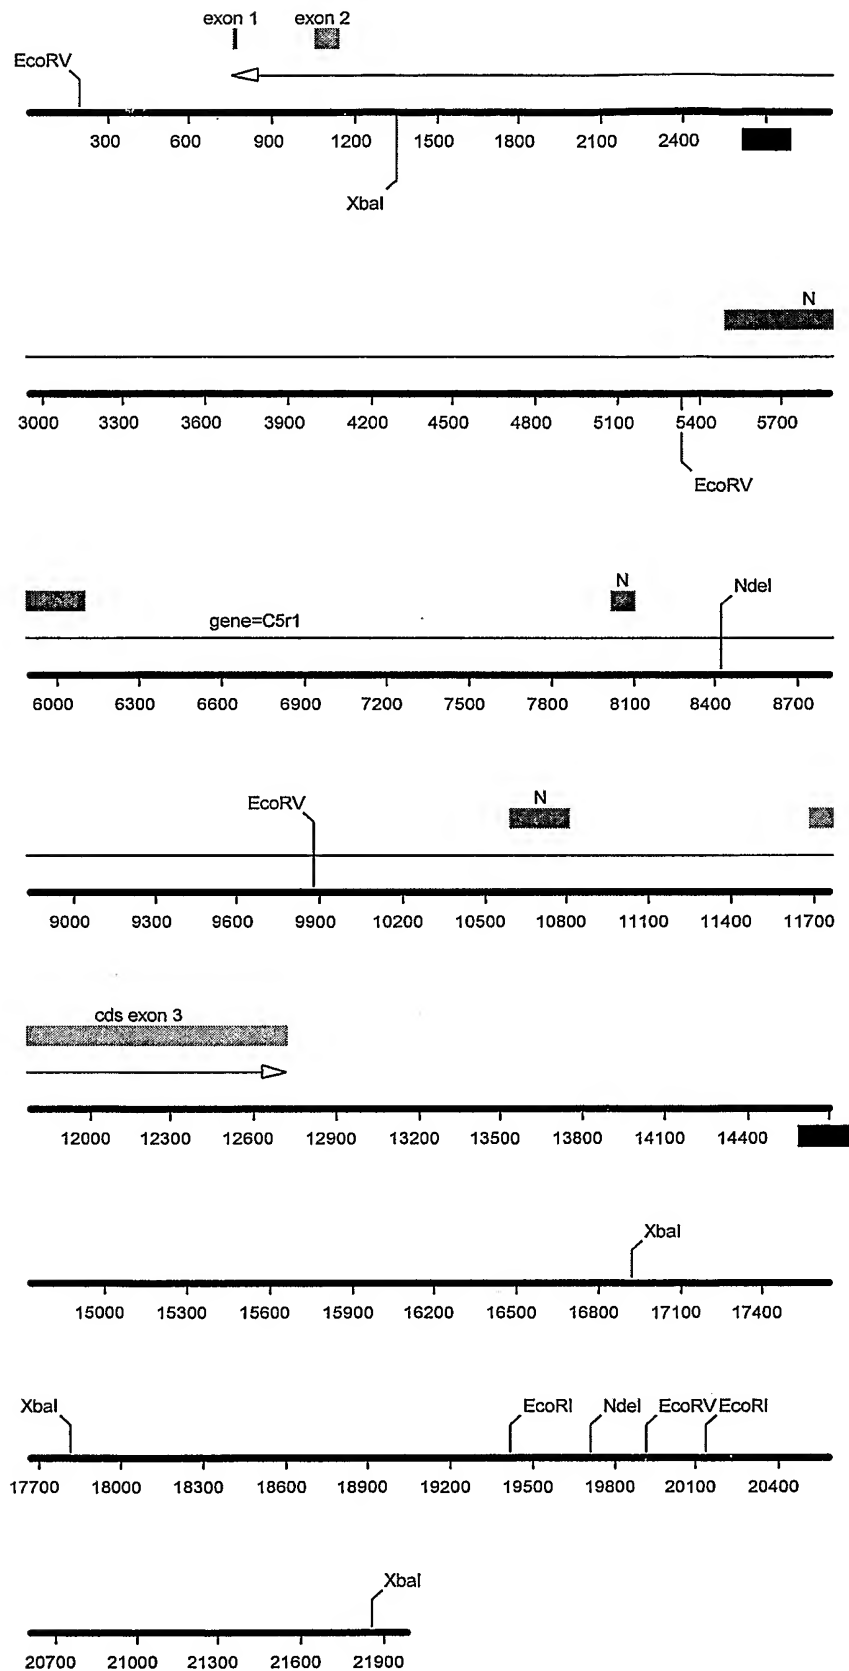 exon 1 exon 2
EcoRV
300 600 900 1200 1500 1800 2100 2400
XbaI
N
3000 3300 3600 3900 4200 4500 4800 5100 5400 5700
EcoRV
N
NdeI
gene=C5r1
6000 6300 6600 6900 7200 7500 7800 8100 8400 8700
EcoRV
N
9000 9300 9600 9900 10200 10500 10800 11100 11400 11700
cds exon 3
12000 12300 12600 12900 13200 13500 13800 14100 14400
XbaI
15000 15300 15600 15900 16200 16500 16800 17100 17400
XbaI EcoRI NdeI EcoRV EcoRI
17700 18000 18300 18600 18900 19200 19500 19800 20100 20400
XbaI
20700 21000 21300 21600 21900